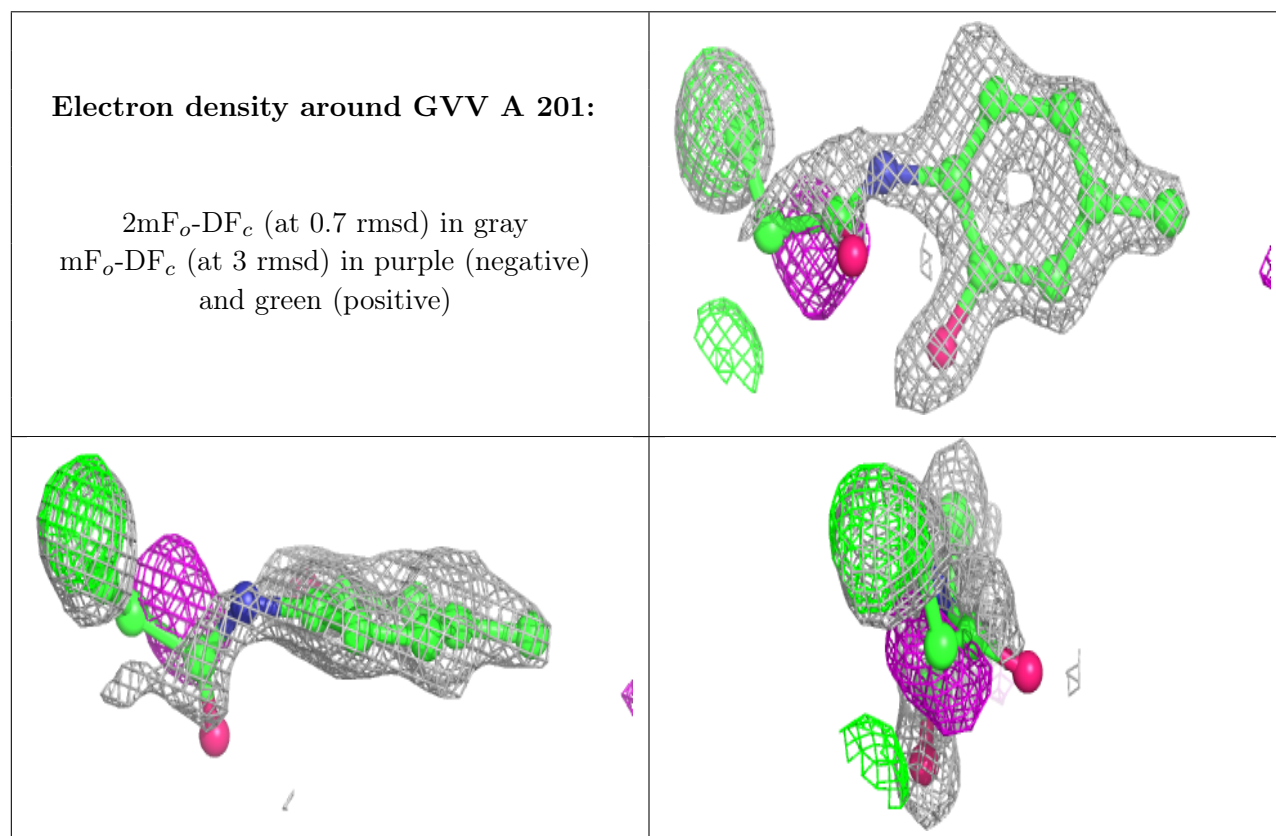 Electron density around GVV A 201:
2mFo-DFc (at 0.7 rmsd) in gray
mFo-DFc (at 3 rmsd) in purple (negative)
and green (positive)